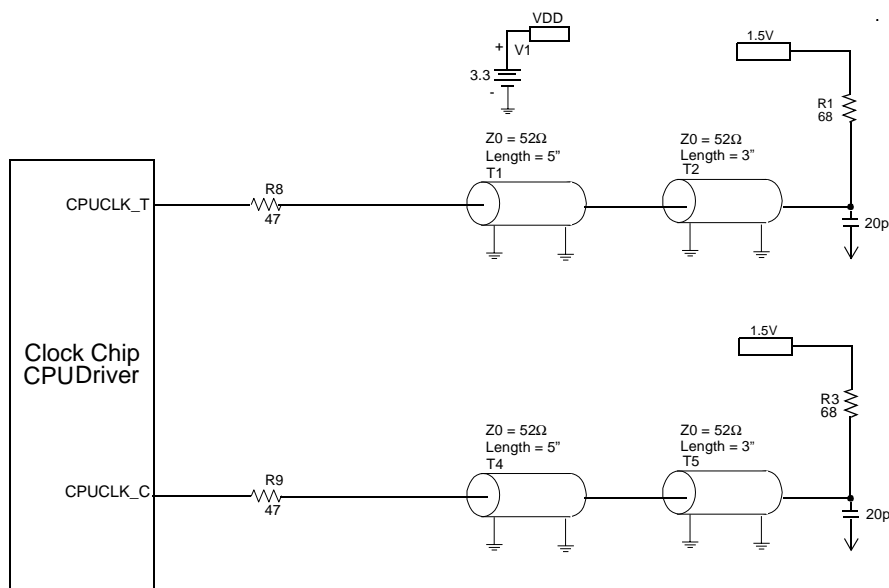 VDD
+
V1
3.3
-
1.5V
R1
68
Z0 = 52Ω
Length = 5”
T1
Z0 = 52Ω
Length = 3”
T2
CPUCLK_T
R8
47
20p
Clock Chip
CPUDriver
1.5V
R3
68
Z0 = 52Ω
Length = 5”
T4
Z0 = 52Ω
Length = 3”
T5
CPUCLK_C
R9
47
20p